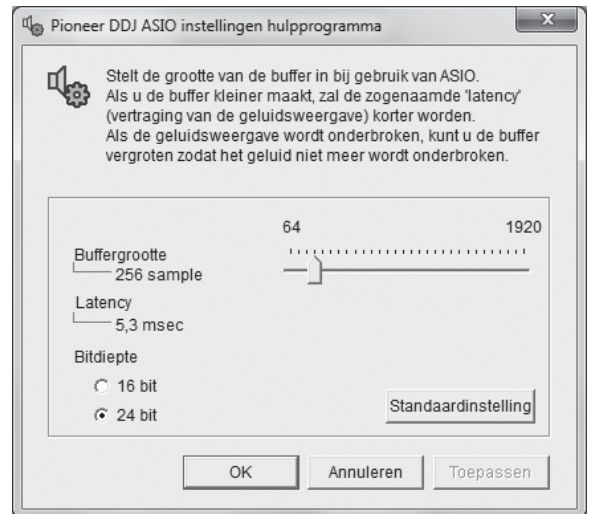 Pioneer DDJ ASIO instellingen hulpprogramma
Stelt de grootte van de buffer in bij gebruik van ASIO.
Als u de buffer kleiner maakt, zal de zogenaamde 'latency'
(vertraging van de geluidsweergave) korter worden.
Als de geluidsweergave wordt onderbroken, kunt u de buffer
vergroten zodat het geluid niet meer wordt onderbroken.
64 1920
Buffergrootte
256 sample
Latency
5,3 msec
Bitdiepte
16 bit
24 bit
Standaardinstelling
OK Annuleren Toepassen